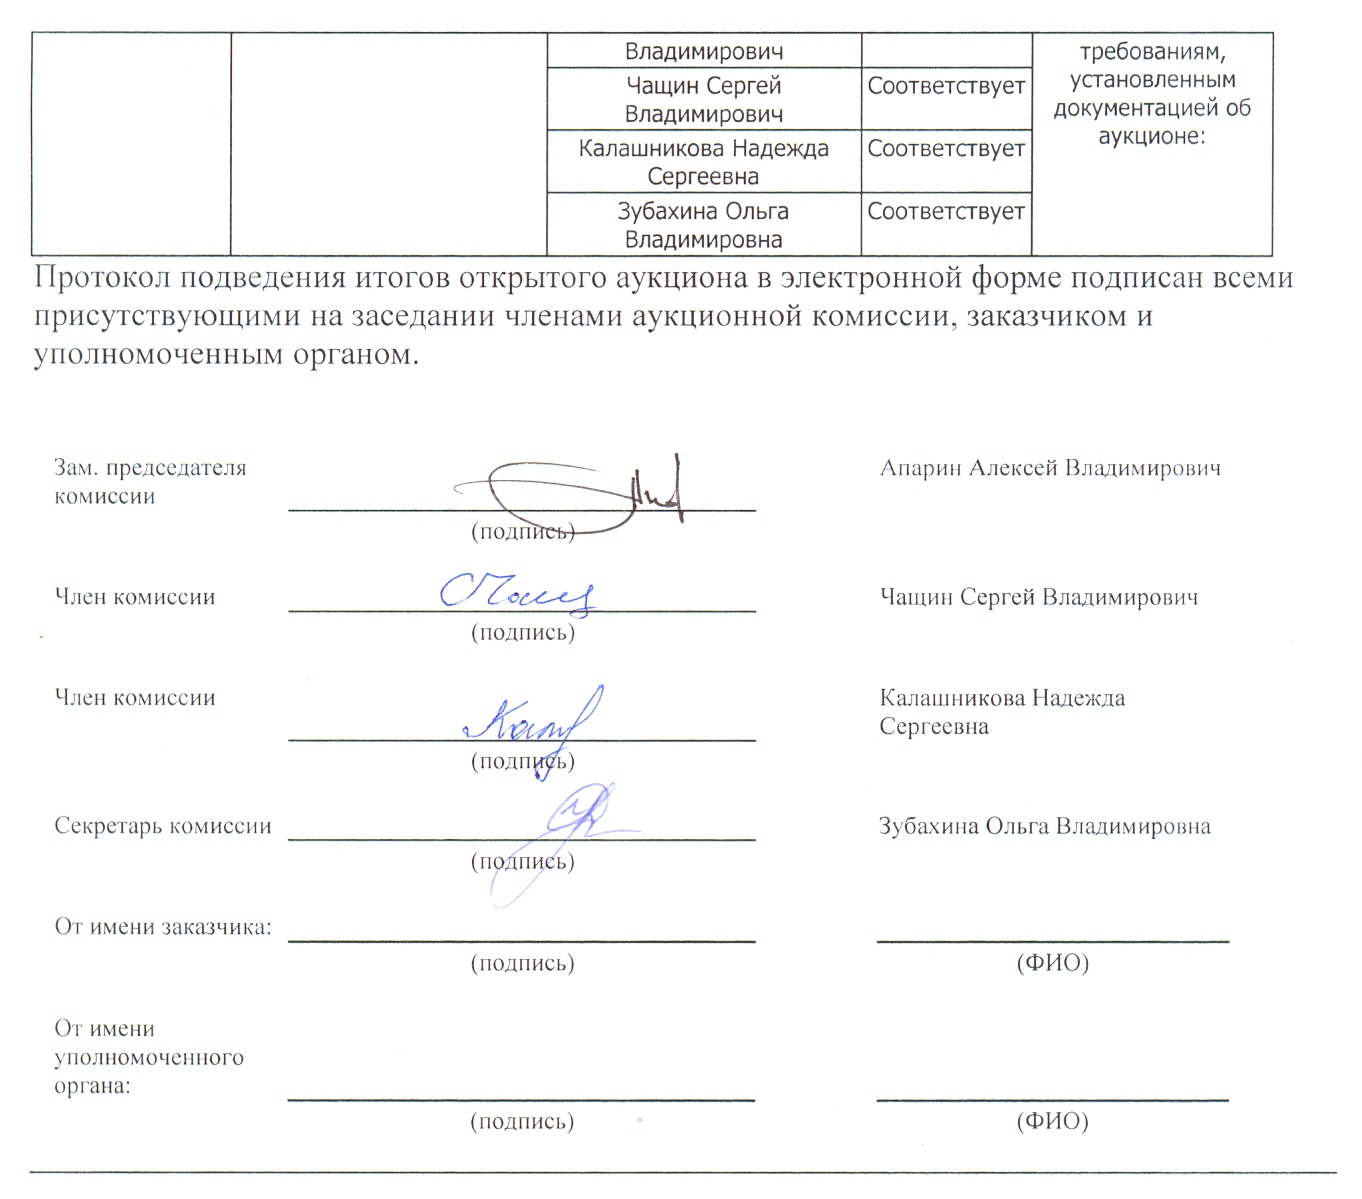 Владимирович
требованиям,
установленным
документацией об
аукционе:
Чащин Сергей
Владимирович
Соответствует
Калашникова Надежда
Сергеевна
Соответствует
Зубахина Ольга
Владимировна
Соответствует
Протокол подведения итогов открытого аукциона в электронной форме подписан всеми
присутствующими на заседании членами аукционной комиссии, заказчиком и
уполномоченным органом.
Зам. председателя
комиссии
Апарин Алексей Владимирович
(подпись)
Член комиссии
Чащин Сергей Владимирович
(подпись)
Член комиссии
Калашникова Надежда
Сергеевна
(подпись)
Секретарь комиссии
Зубахина Ольга Владимировна
(подпись)
От имени заказчика:
(подпись)
(ФИО)
От имени
уполномоченного
органа:
(подпись)
(ФИО)